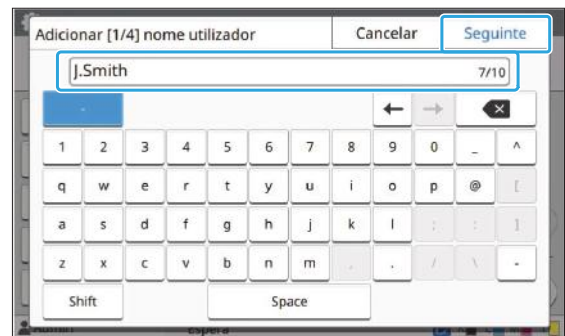 Adicionar [1/4] nome utilizador Cancelar Seguinte
J.Smith 7/10
← → ⌫
1 2 3 4 5 6 7 8 9 0 _ ^
q w e r t y u i o p @ [
a s d f g h j k l ; : ]
z x c v b n m , . / \ -
Shift Space
Admin espera